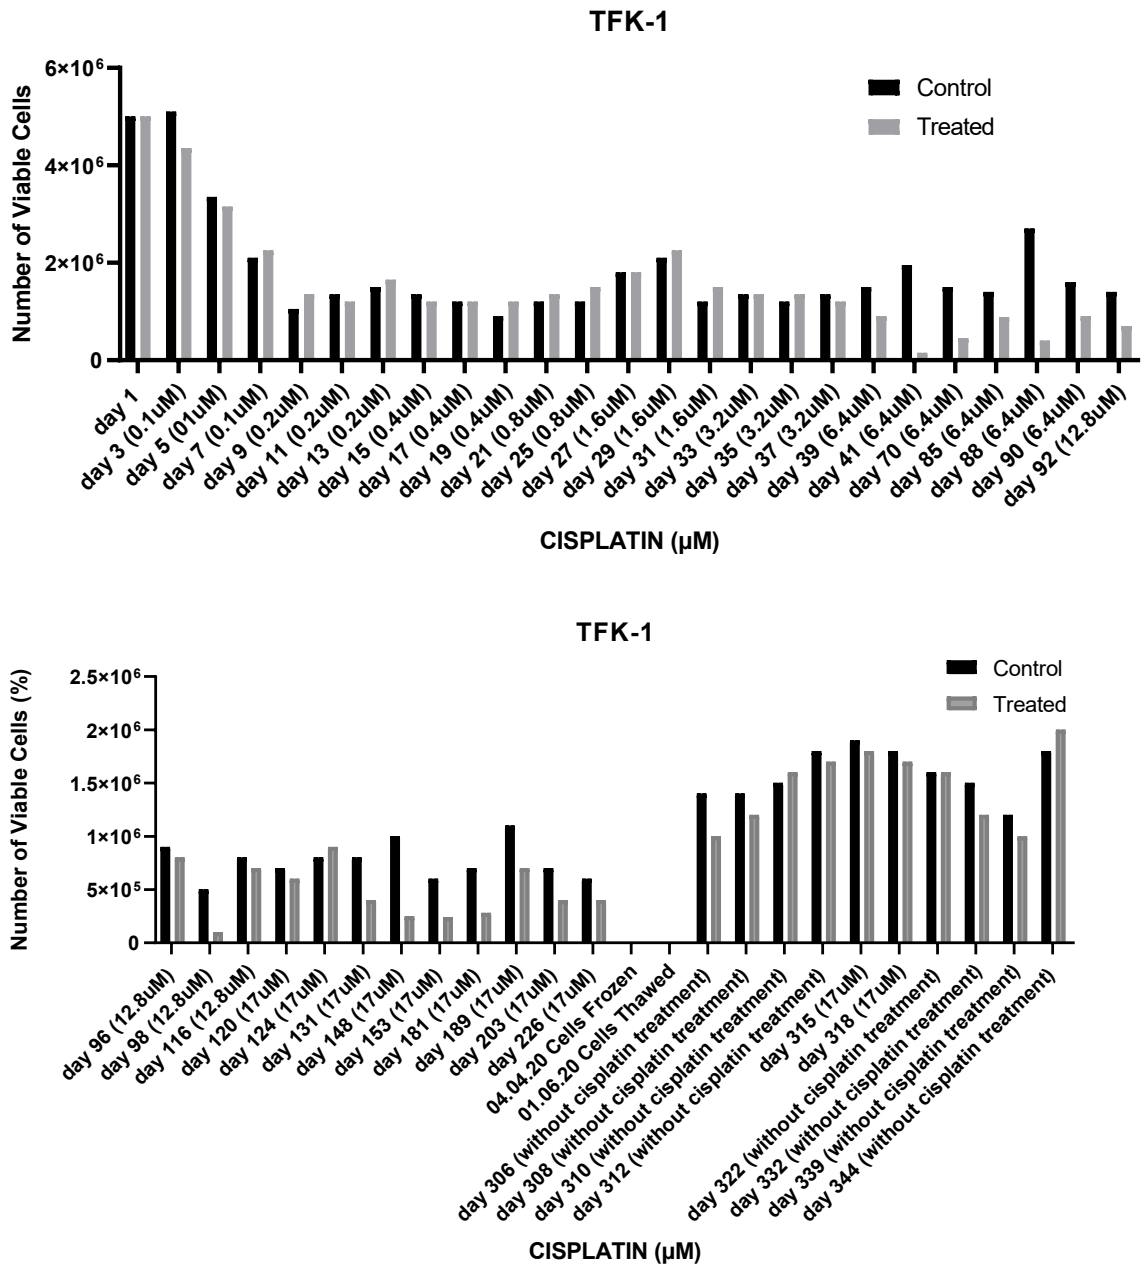 TFK-1
Number of Viable Cells
6×10⁶
4×10⁶
2×10⁶
0
Control
Treated
day 1
day 3 (0.1uM)
day 5 (01uM)
day 7 (0.1uM)
day 9 (0.2uM)
day 11 (0.2uM)
day 13 (0.2uM)
day 15 (0.4uM)
day 17 (0.4uM)
day 19 (0.4uM)
day 21 (0.8uM)
day 25 (0.8uM)
day 27 (1.6uM)
day 29 (1.6uM)
day 31 (1.6uM)
day 33 (3.2uM)
day 35 (3.2uM)
day 37 (3.2uM)
day 39 (6.4uM)
day 41 (6.4uM)
day 70 (6.4uM)
day 85 (6.4uM)
day 88 (6.4uM)
day 90 (6.4uM)
day 92 (12.8uM)
CISPLATIN (µM)
TFK-1
Number of Viable Cells (%)
2.5×10⁶
2×10⁶
1.5×10⁶
1×10⁶
5×10⁵
0
Control
Treated
day 96 (12.8uM)
day 98 (12.8uM)
day 116 (12.8uM)
day 120 (17uM)
day 124 (17uM)
day 131 (17uM)
day 148 (17uM)
day 153 (17uM)
day 181 (17uM)
day 189 (17uM)
day 203 (17uM)
day 226 (17uM)
04.04.20 Cells Frozen
01.06.20 Cells Thawed
day 306 (without cisplatin treatment)
day 308 (without cisplatin treatment)
day 310 (without cisplatin treatment)
day 312 (without cisplatin treatment)
day 315 (17uM)
day 318 (17uM)
day 322 (without cisplatin treatment)
day 332 (without cisplatin treatment)
day 339 (without cisplatin treatment)
day 344 (without cisplatin treatment)
CISPLATIN (µM)